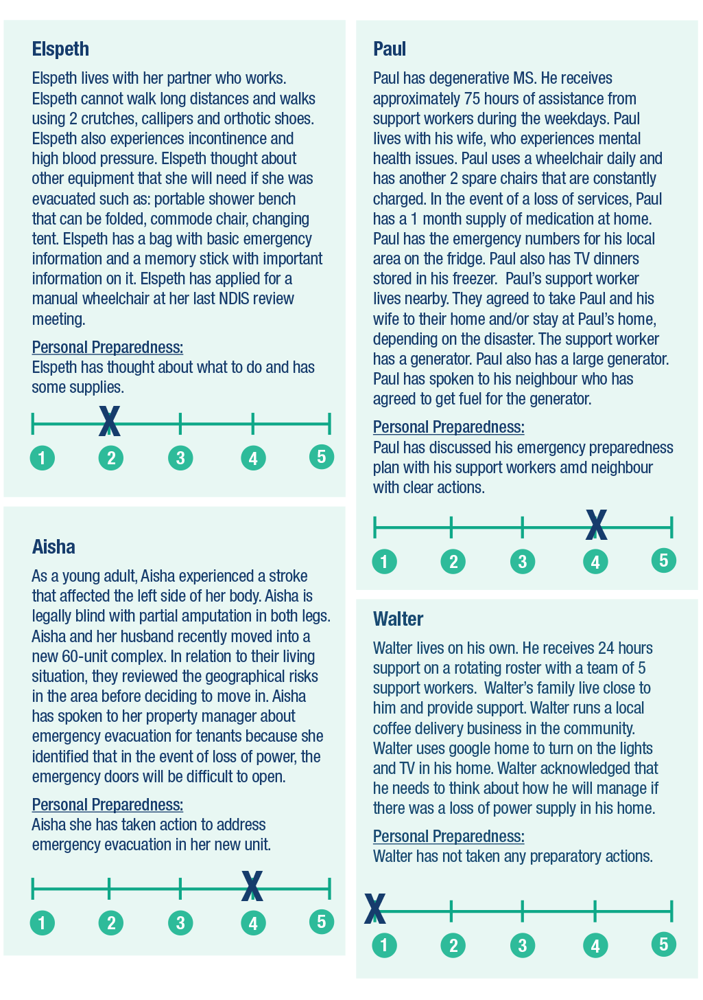 Elspeth
Elspeth lives with her partner who works.
Elspeth cannot walk long distances and walks
using 2 crutches, callipers and orthotic shoes.
Elspeth also experiences incontinence and
high blood pressure. Elspeth thought about
other equipment that she will need if she was
evacuated such as: portable shower bench
that can be folded, commode chair, changing
tent. Elspeth has a bag with basic emergency
information and a memory stick with important
information on it. Elspeth has applied for a
manual wheelchair at her last NDIS review
meeting.
Personal Preparedness:
Elspeth has thought about what to do and has
some supplies.
X
1 2 3 4 5
Aisha
As a young adult, Aisha experienced a stroke
that affected the left side of her body. Aisha is
legally blind with partial amputation in both legs.
Aisha and her husband recently moved into a
new 60-unit complex. In relation to their living
situation, they reviewed the geographical risks
in the area before deciding to move in. Aisha
has spoken to her property manager about
emergency evacuation for tenants because she
identified that in the event of loss of power, the
emergency doors will be difficult to open.
Personal Preparedness:
Aisha she has taken action to address
emergency evacuation in her new unit.
X
1 2 3 4 5
Paul
Paul has degenerative MS. He receives
approximately 75 hours of assistance from
support workers during the weekdays. Paul
lives with his wife, who experiences mental
health issues. Paul uses a wheelchair daily and
has another 2 spare chairs that are constantly
charged. In the event of a loss of services, Paul
has a 1 month supply of medication at home.
Paul has the emergency numbers for his local
area on the fridge. Paul also has TV dinners
stored in his freezer.  Paul's support worker
lives nearby. They agreed to take Paul and his
wife to their home and/or stay at Paul's home,
depending on the disaster. The support worker
has a generator. Paul also has a large generator.
Paul has spoken to his neighbour who has
agreed to get fuel for the generator.
Personal Preparedness:
Paul has discussed his emergency preparedness
plan with his support workers amd neighbour
with clear actions.
X
1 2 3 4 5
Walter
Walter lives on his own. He receives 24 hours
support on a rotating roster with a team of 5
support workers.  Walter's family live close to
him and provide support. Walter runs a local
coffee delivery business in the community.
Walter uses google home to turn on the lights
and TV in his home. Walter acknowledged that
he needs to think about how he will manage if
there was a loss of power supply in his home.
Personal Preparedness:
Walter has not taken any preparatory actions.
X
1 2 3 4 5